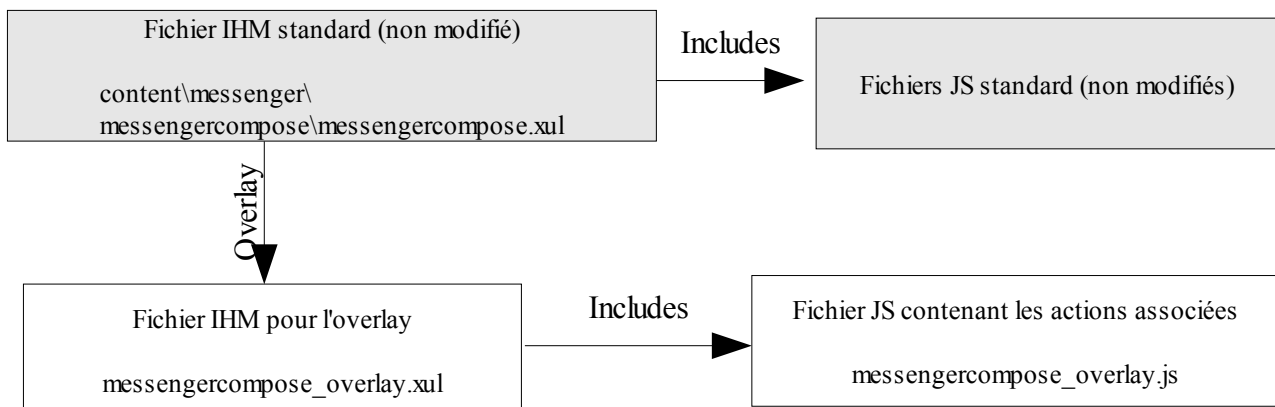 Fichier IHM standard (non modifié)
content\messenger\
messengercompose\messengercompose.xul
Includes
Fichiers JS standard (non modifiés)
Overlay
Fichier IHM pour l'overlay
messengercompose_overlay.xul
Includes
Fichier JS contenant les actions associées
messengercompose_overlay.js